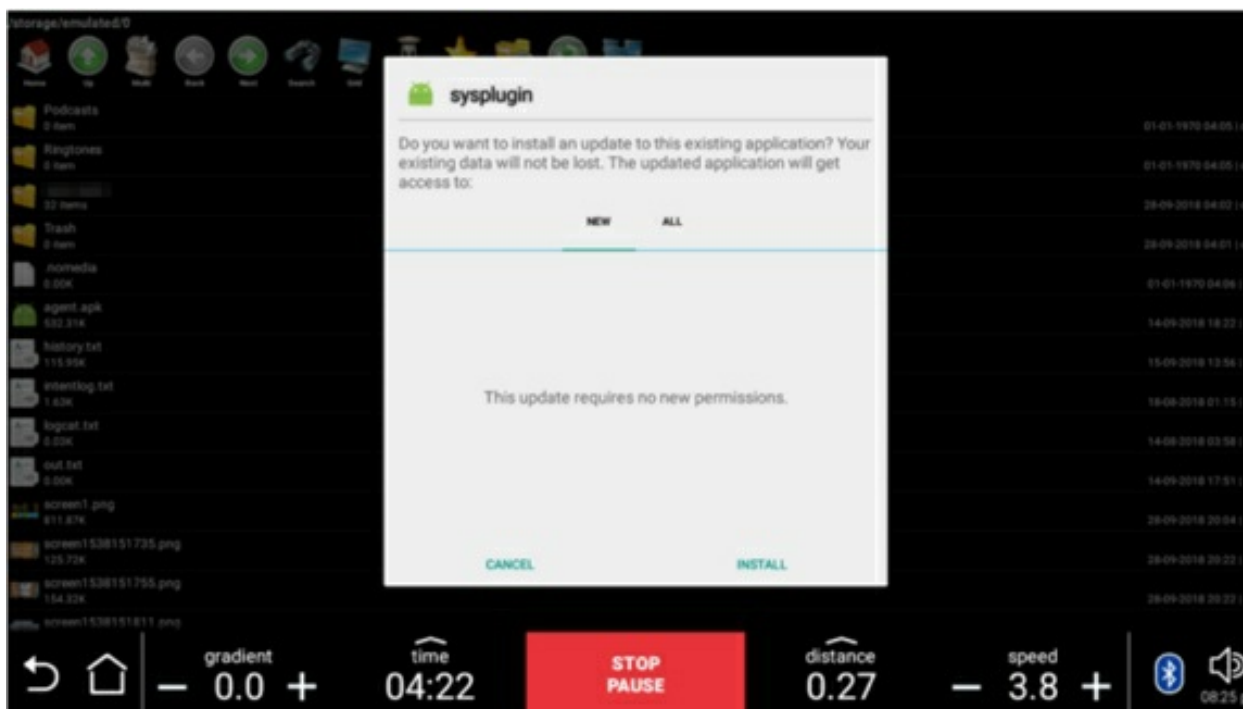 /storage/emulated/0
Home Up Multi Back Next Search Grid
Podcasts
0 item
01-01-1970 04:05 |
Ringtones
0 item
01-01-1970 04:05 |
32 items
28-09-2018 04:02 |
Trash
0 item
28-09-2018 04:01 |
.nomedia
0.00K
01-01-1970 04:06 |
agent.apk
532.31K
14-09-2018 18:22 |
history.txt
115.95K
15-09-2018 13:56 |
intentlog.txt
1.63K
18-08-2018 01:15 |
logcat.txt
0.03K
14-08-2018 03:58 |
out.txt
0.00K
14-09-2018 17:51 |
screen1.png
811.87K
28-09-2018 20:04 |
screen1538151735.png
125.72K
28-09-2018 20:22 |
screen1538151755.png
154.32K
28-09-2018 20:22 |
screen1538151811.png
sysplugin
Do you want to install an update to this existing application? Your
existing data will not be lost. The updated application will get
access to:
NEW ALL
This update requires no new permissions.
CANCEL INSTALL
gradient
− 0.0 +
time
04:22
STOP
PAUSE
distance
0.27
speed
− 3.8 +
08:25